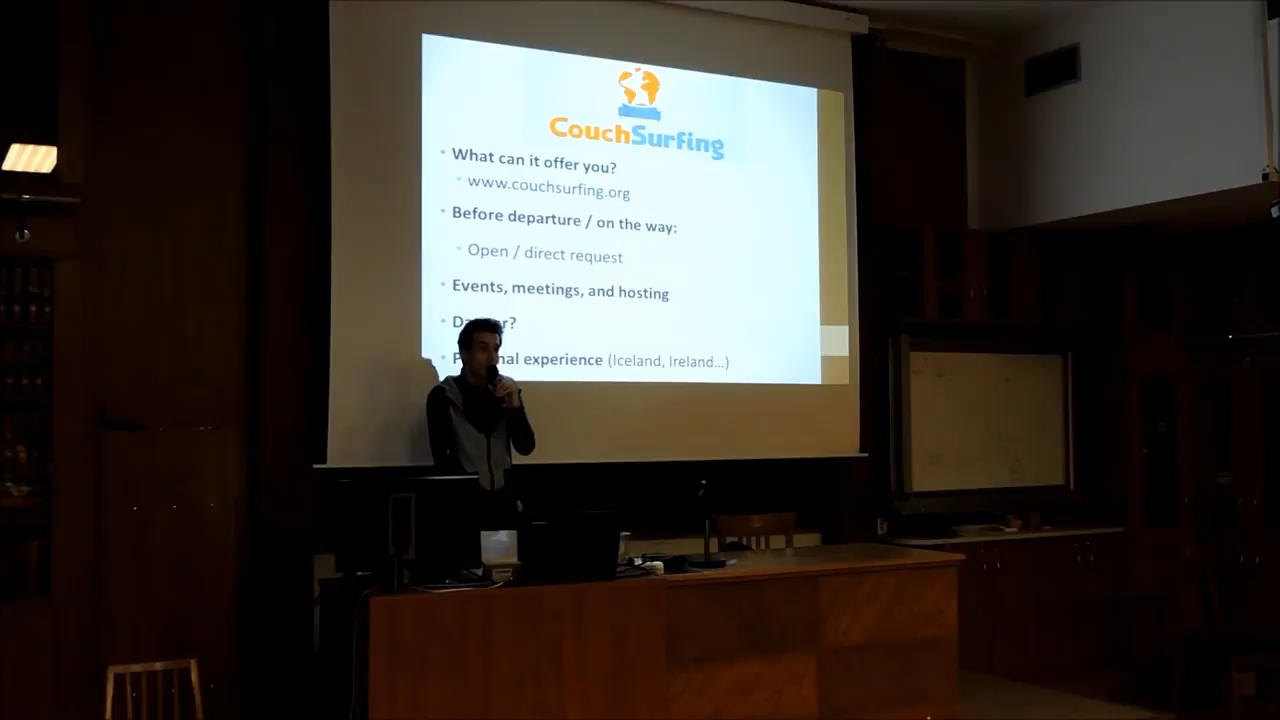 CouchSurfing
What can it offer you?
www.couchsurfing.org
Before departure / on the way:
Open / direct request
Events, meetings, and hosting
experience (Iceland, Ireland...)